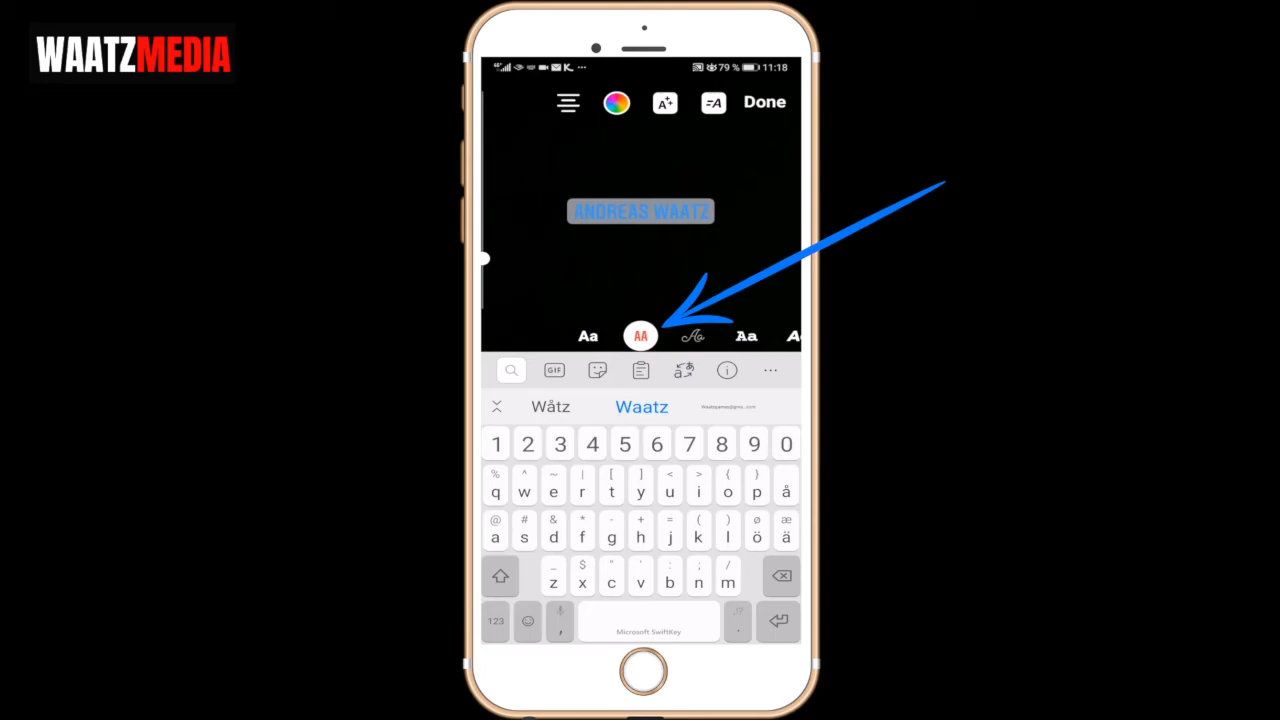 WAATZMEDIA
79 % 11:18
A+ =A Done
ANDREAS WAATZ
Aa AA Aa Aa A
GIF
Wåtz Waatz
1 2 3 4 5 6 7 8 9 0
% ^ ~ | [ ] < > { }
q w e r t y u i o p å
@ # & * - + = ( ) ø æ
a s d f g h j k l ö ä
_ $ " ' : ; /
z x c v b n m
123 , Microsoft SwiftKey .